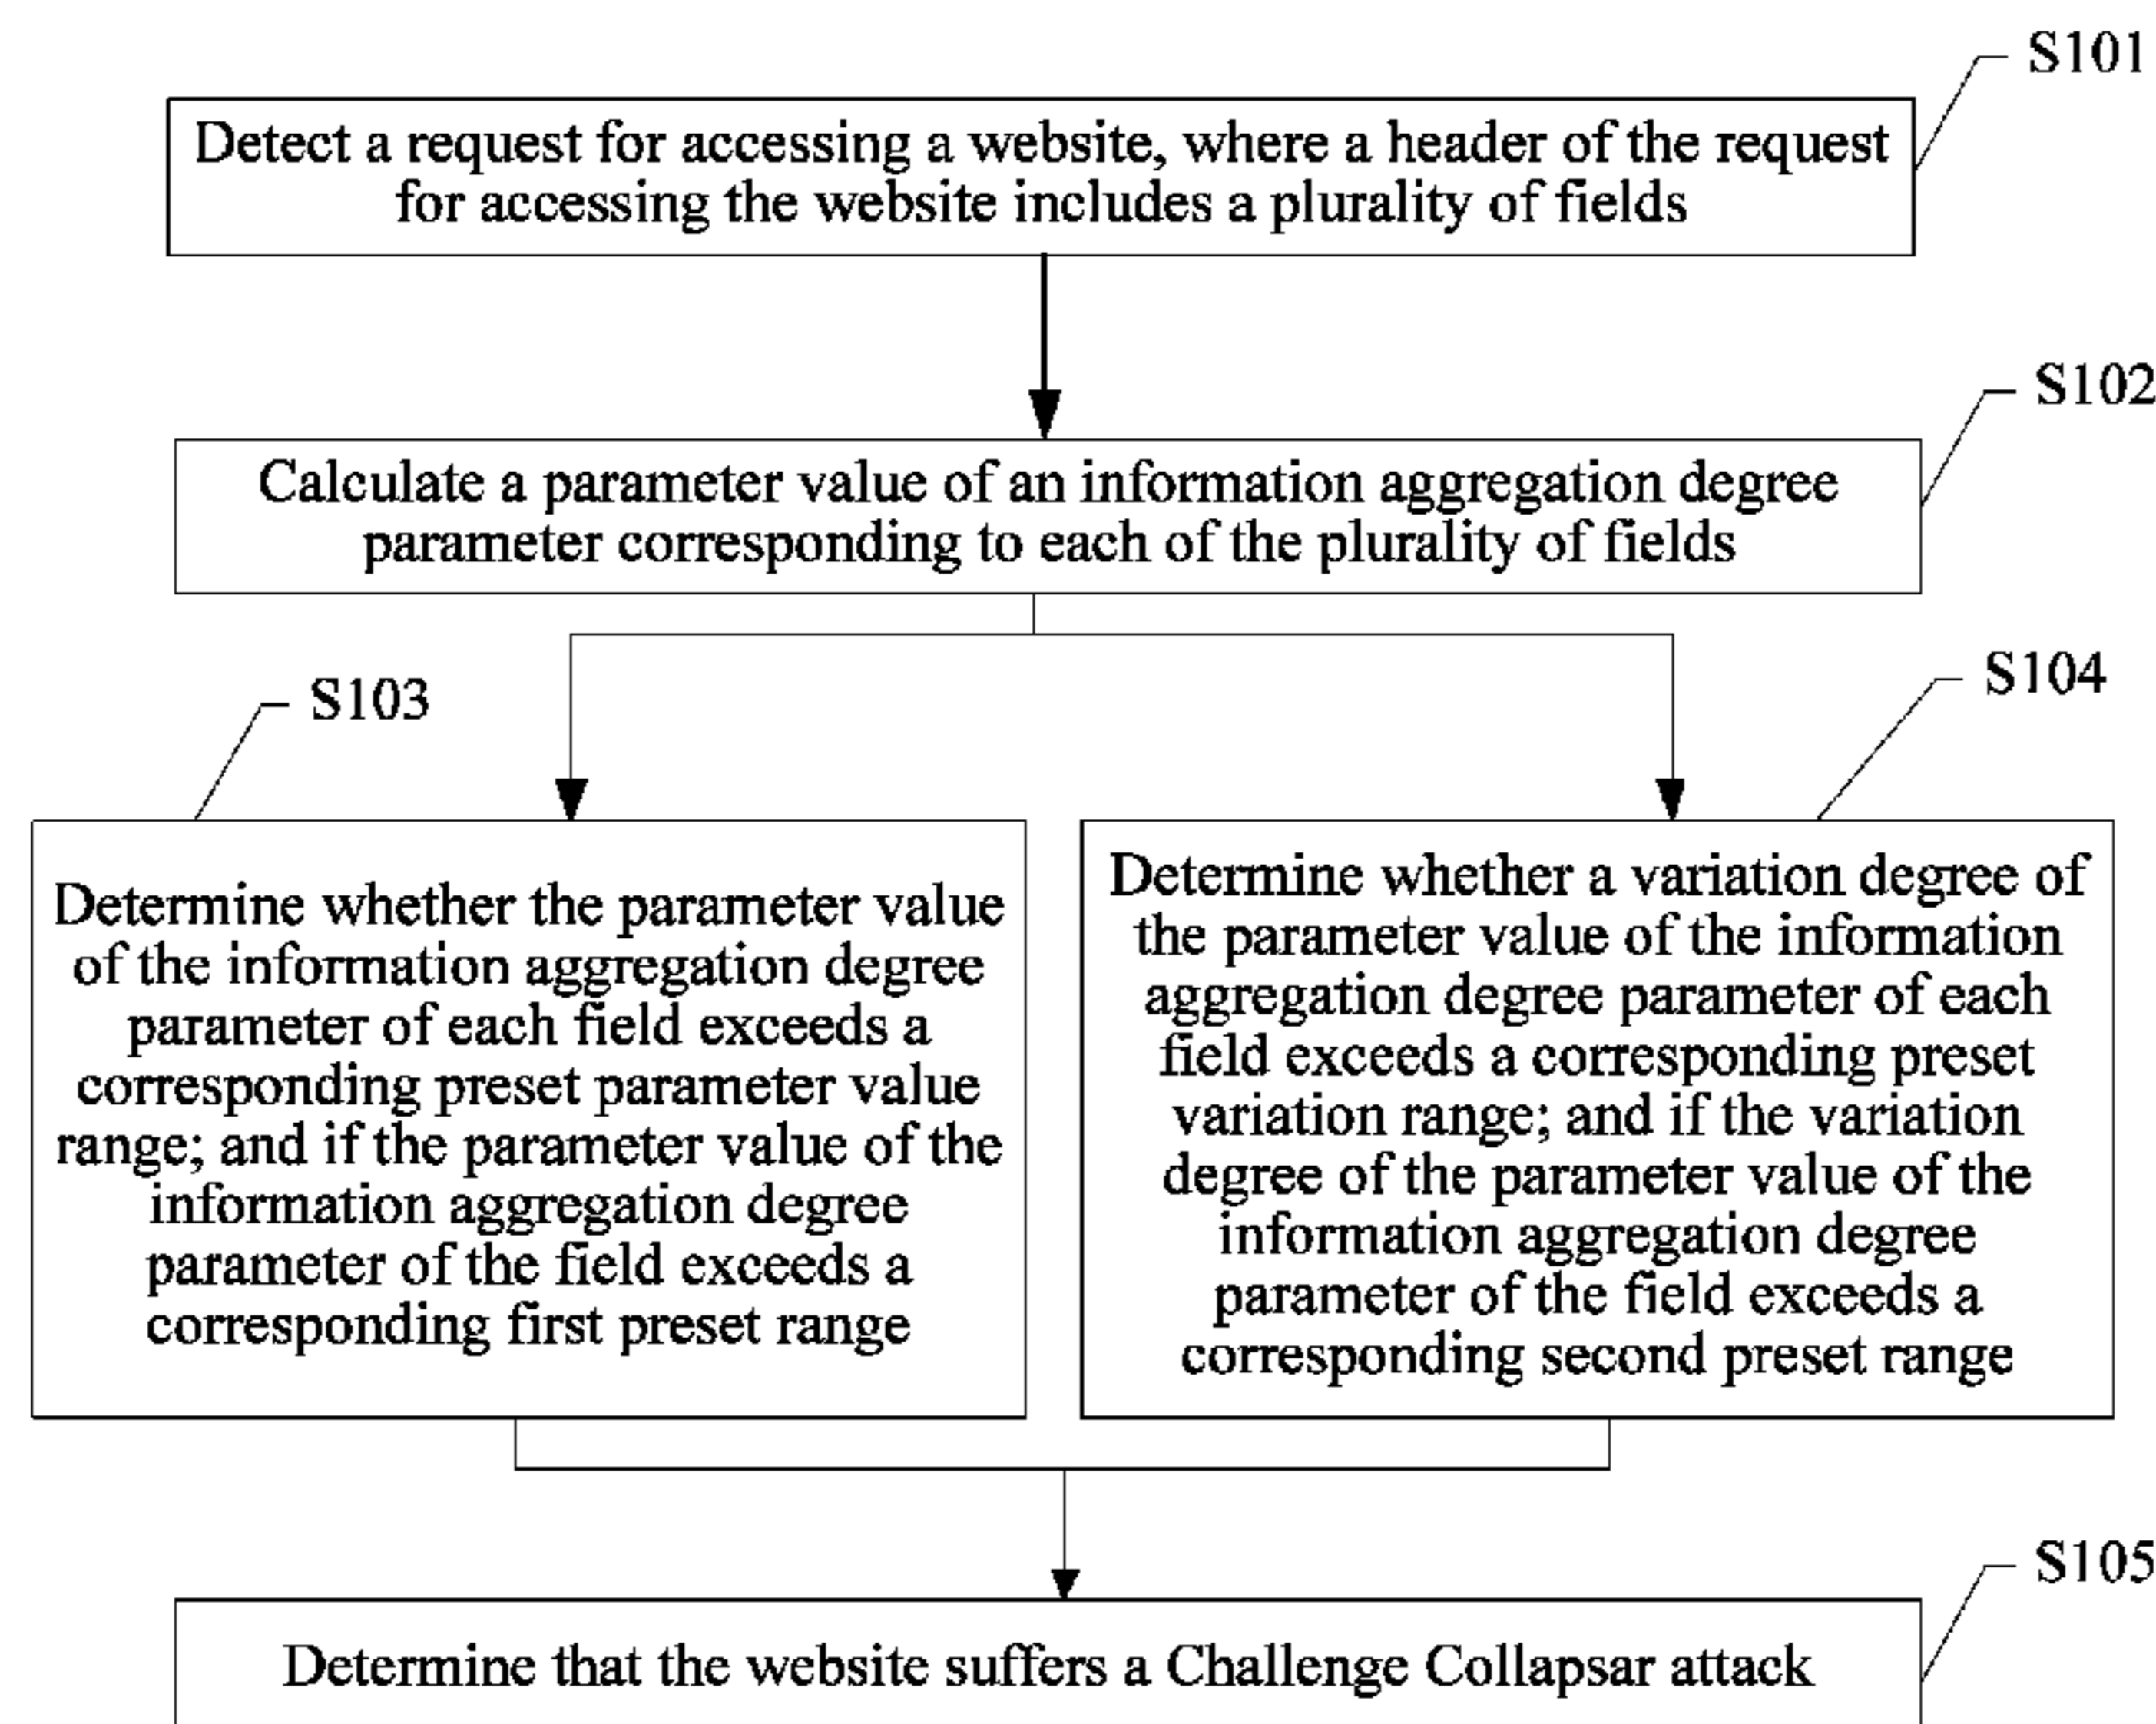 S101
Detect a request for accessing a website, where a header of the request
for accessing the website includes a plurality of fields
S102
Calculate a parameter value of an information aggregation degree
parameter corresponding to each of the plurality of fields
S103
S104
Determine whether the parameter value
of the information aggregation degree
parameter of each field exceeds a
corresponding preset parameter value
range; and if the parameter value of the
information aggregation degree
parameter of the field exceeds a
corresponding first preset range
Determine whether a variation degree of
the parameter value of the information
aggregation degree parameter of each
field exceeds a corresponding preset
variation range; and if the variation
degree of the parameter value of the
information aggregation degree
parameter of the field exceeds a
corresponding second preset range
S105
Determine that the website suffers a Challenge Collapsar attack